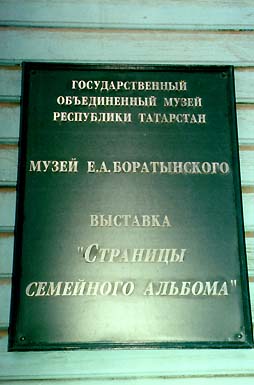 ГОСУДАРСТВЕННЫЙ
ОБЪЕДИНЕННЫЙ МУЗЕЙ
РЕСПУБЛИКИ ТАТАРСТАН
МУЗЕЙ Е.А.БОРАТЫНСКОГО
ВЫСТАВКА
"СТРАНИЦЫ
СЕМЕЙНОГО АЛЬБОМА"